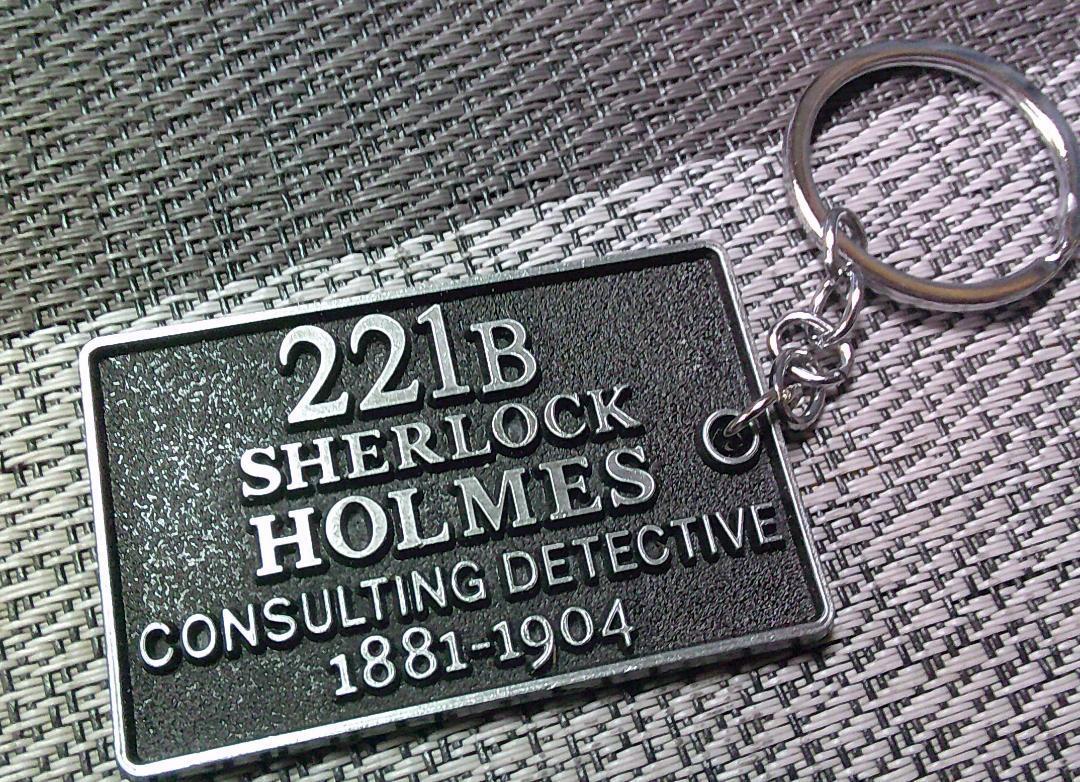 221B
SHERLOCK
HOLMES
CONSULTING DETECTIVE
1881-1904